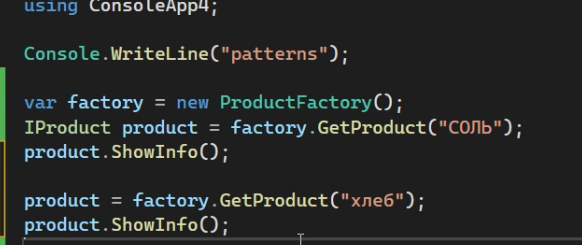 using ConsoleApp4;
Console.WriteLine("patterns");
var factory = new ProductFactory();
IProduct product = factory.GetProduct("СОЛЬ");
product.ShowInfo();
product = factory.GetProduct("хлеб");
product.ShowInfo();